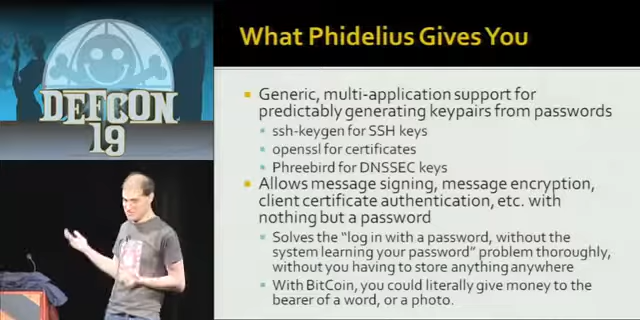 DEFCON
19
What Phidelius Gives You
Generic, multi-application support for
predictably generating keypairs from passwords
ssh-keygen for SSH keys
openssl for certificates
Phreebird for DNSSEC keys
Allows message signing, message encryption,
client certificate authentication, etc. with
nothing but a password
Solves the “log in with a password, without the
system learning your password” problem thoroughly,
without you having to store anything anywhere
With BitCoin, you could literally give money to the
bearer of a word, or a photo.